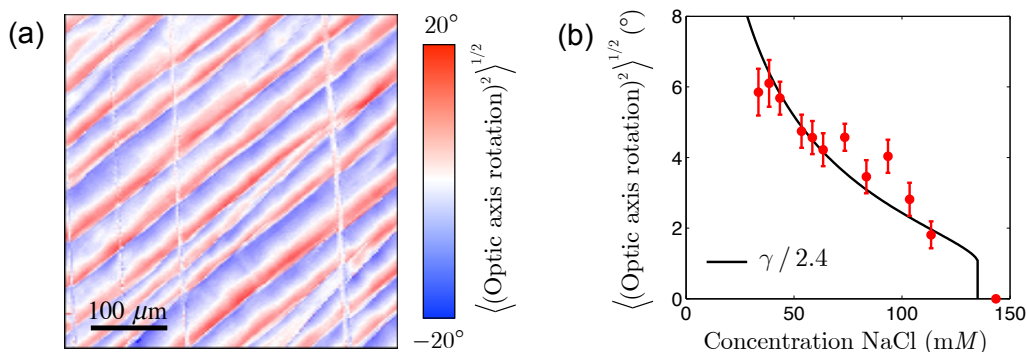 (a)
20°
−20°
⟨(Optic axis rotation)²⟩^1/2
100 μm
(b)
⟨(Optic axis rotation)²⟩^1/2 (°)
8
6
4
2
0
γ / 2.4
0 50 100 150
Concentration NaCl (mM)